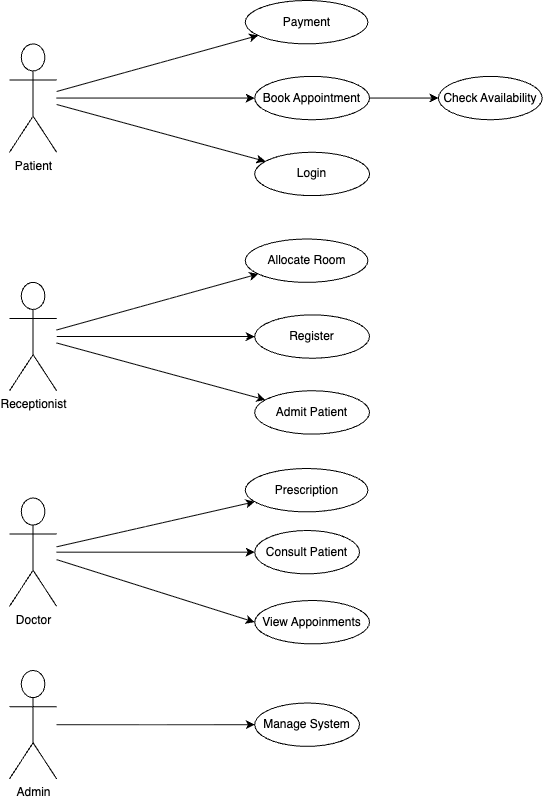 Payment
Book Appointment
Check Availability
Login
Patient
Allocate Room
Register
Admit Patient
Receptionist
Prescription
Consult Patient
View Appoinments
Doctor
Manage System
Admin